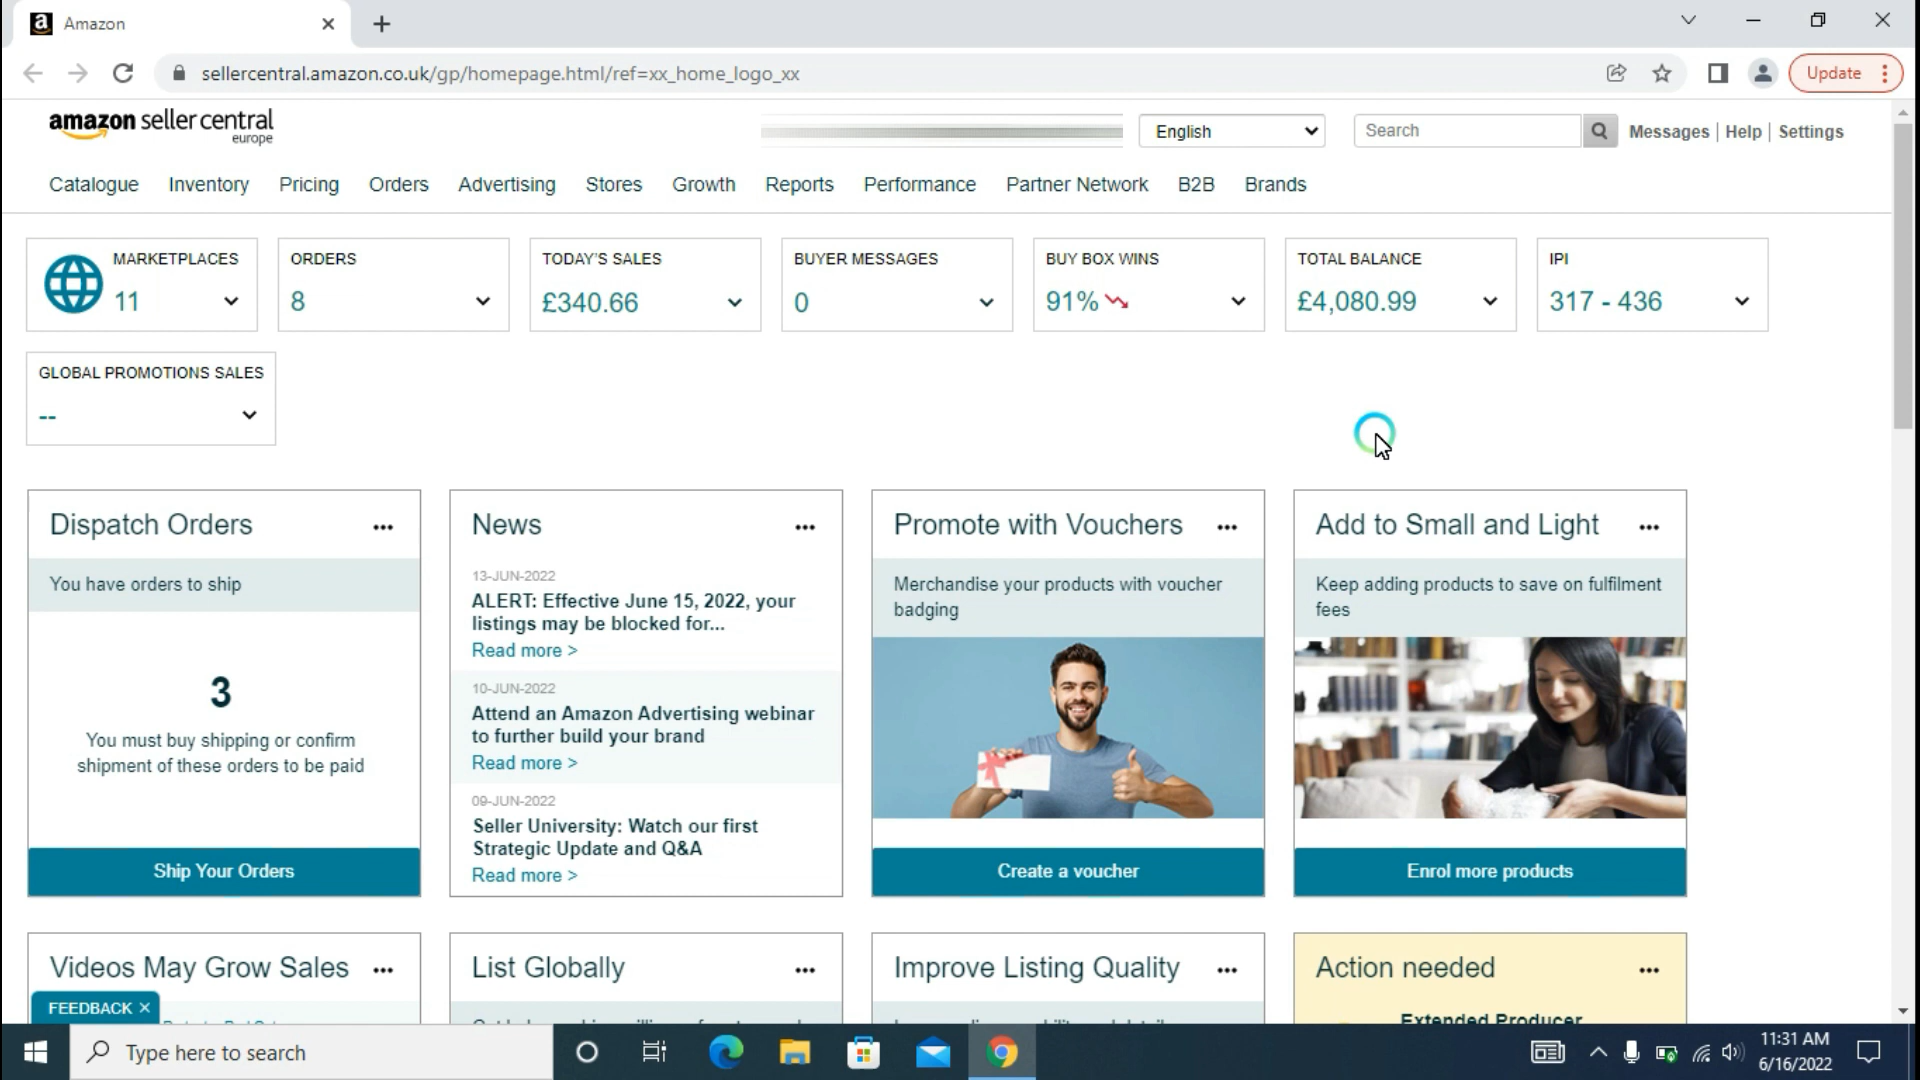 Amazon
sellercentral.amazon.co.uk/gp/homepage.html/ref=xx_home_logo_xx
Update
amazon seller central
europe
English
Search
Messages | Help | Settings
Catalogue Inventory Pricing Orders Advertising Stores Growth Reports Performance Partner Network B2B Brands
MARKETPLACES
11
ORDERS
8
TODAY'S SALES
£340.66
BUYER MESSAGES
0
BUY BOX WINS
91%
TOTAL BALANCE
£4,080.99
IPI
317 - 436
GLOBAL PROMOTIONS SALES
--
Dispatch Orders
You have orders to ship
3
You must buy shipping or confirm
shipment of these orders to be paid
Ship Your Orders
News
13-JUN-2022
ALERT: Effective June 15, 2022, your
listings may be blocked for...
Read more >
10-JUN-2022
Attend an Amazon Advertising webinar
to further build your brand
Read more >
09-JUN-2022
Seller University: Watch our first
Strategic Update and Q&A
Read more >
Promote with Vouchers
Merchandise your products with voucher
badging
Create a voucher
Add to Small and Light
Keep adding products to save on fulfilment
fees
Enrol more products
Videos May Grow Sales
List Globally
Improve Listing Quality
Action needed
Extended Producer
FEEDBACK ×
Type here to search
11:31 AM
6/16/2022